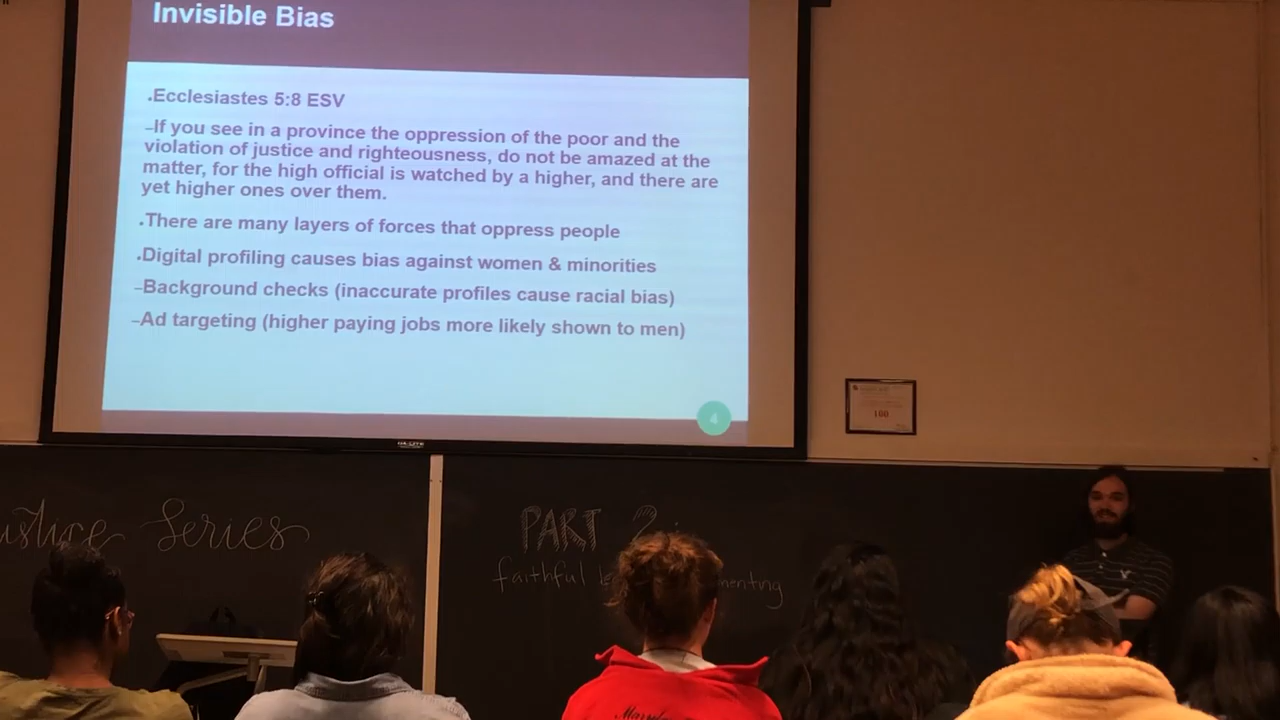 Invisible Bias
.Ecclesiastes 5:8 ESV
–If you see in a province the oppression of the poor and the
violation of justice and righteousness, do not be amazed at the
matter, for the high official is watched by a higher, and there are
yet higher ones over them.
.There are many layers of forces that oppress people
.Digital profiling causes bias against women & minorities
–Background checks (inaccurate profiles cause racial bias)
–Ad targeting (higher paying jobs more likely shown to men)
4
100
Series
PART 2:
faithful